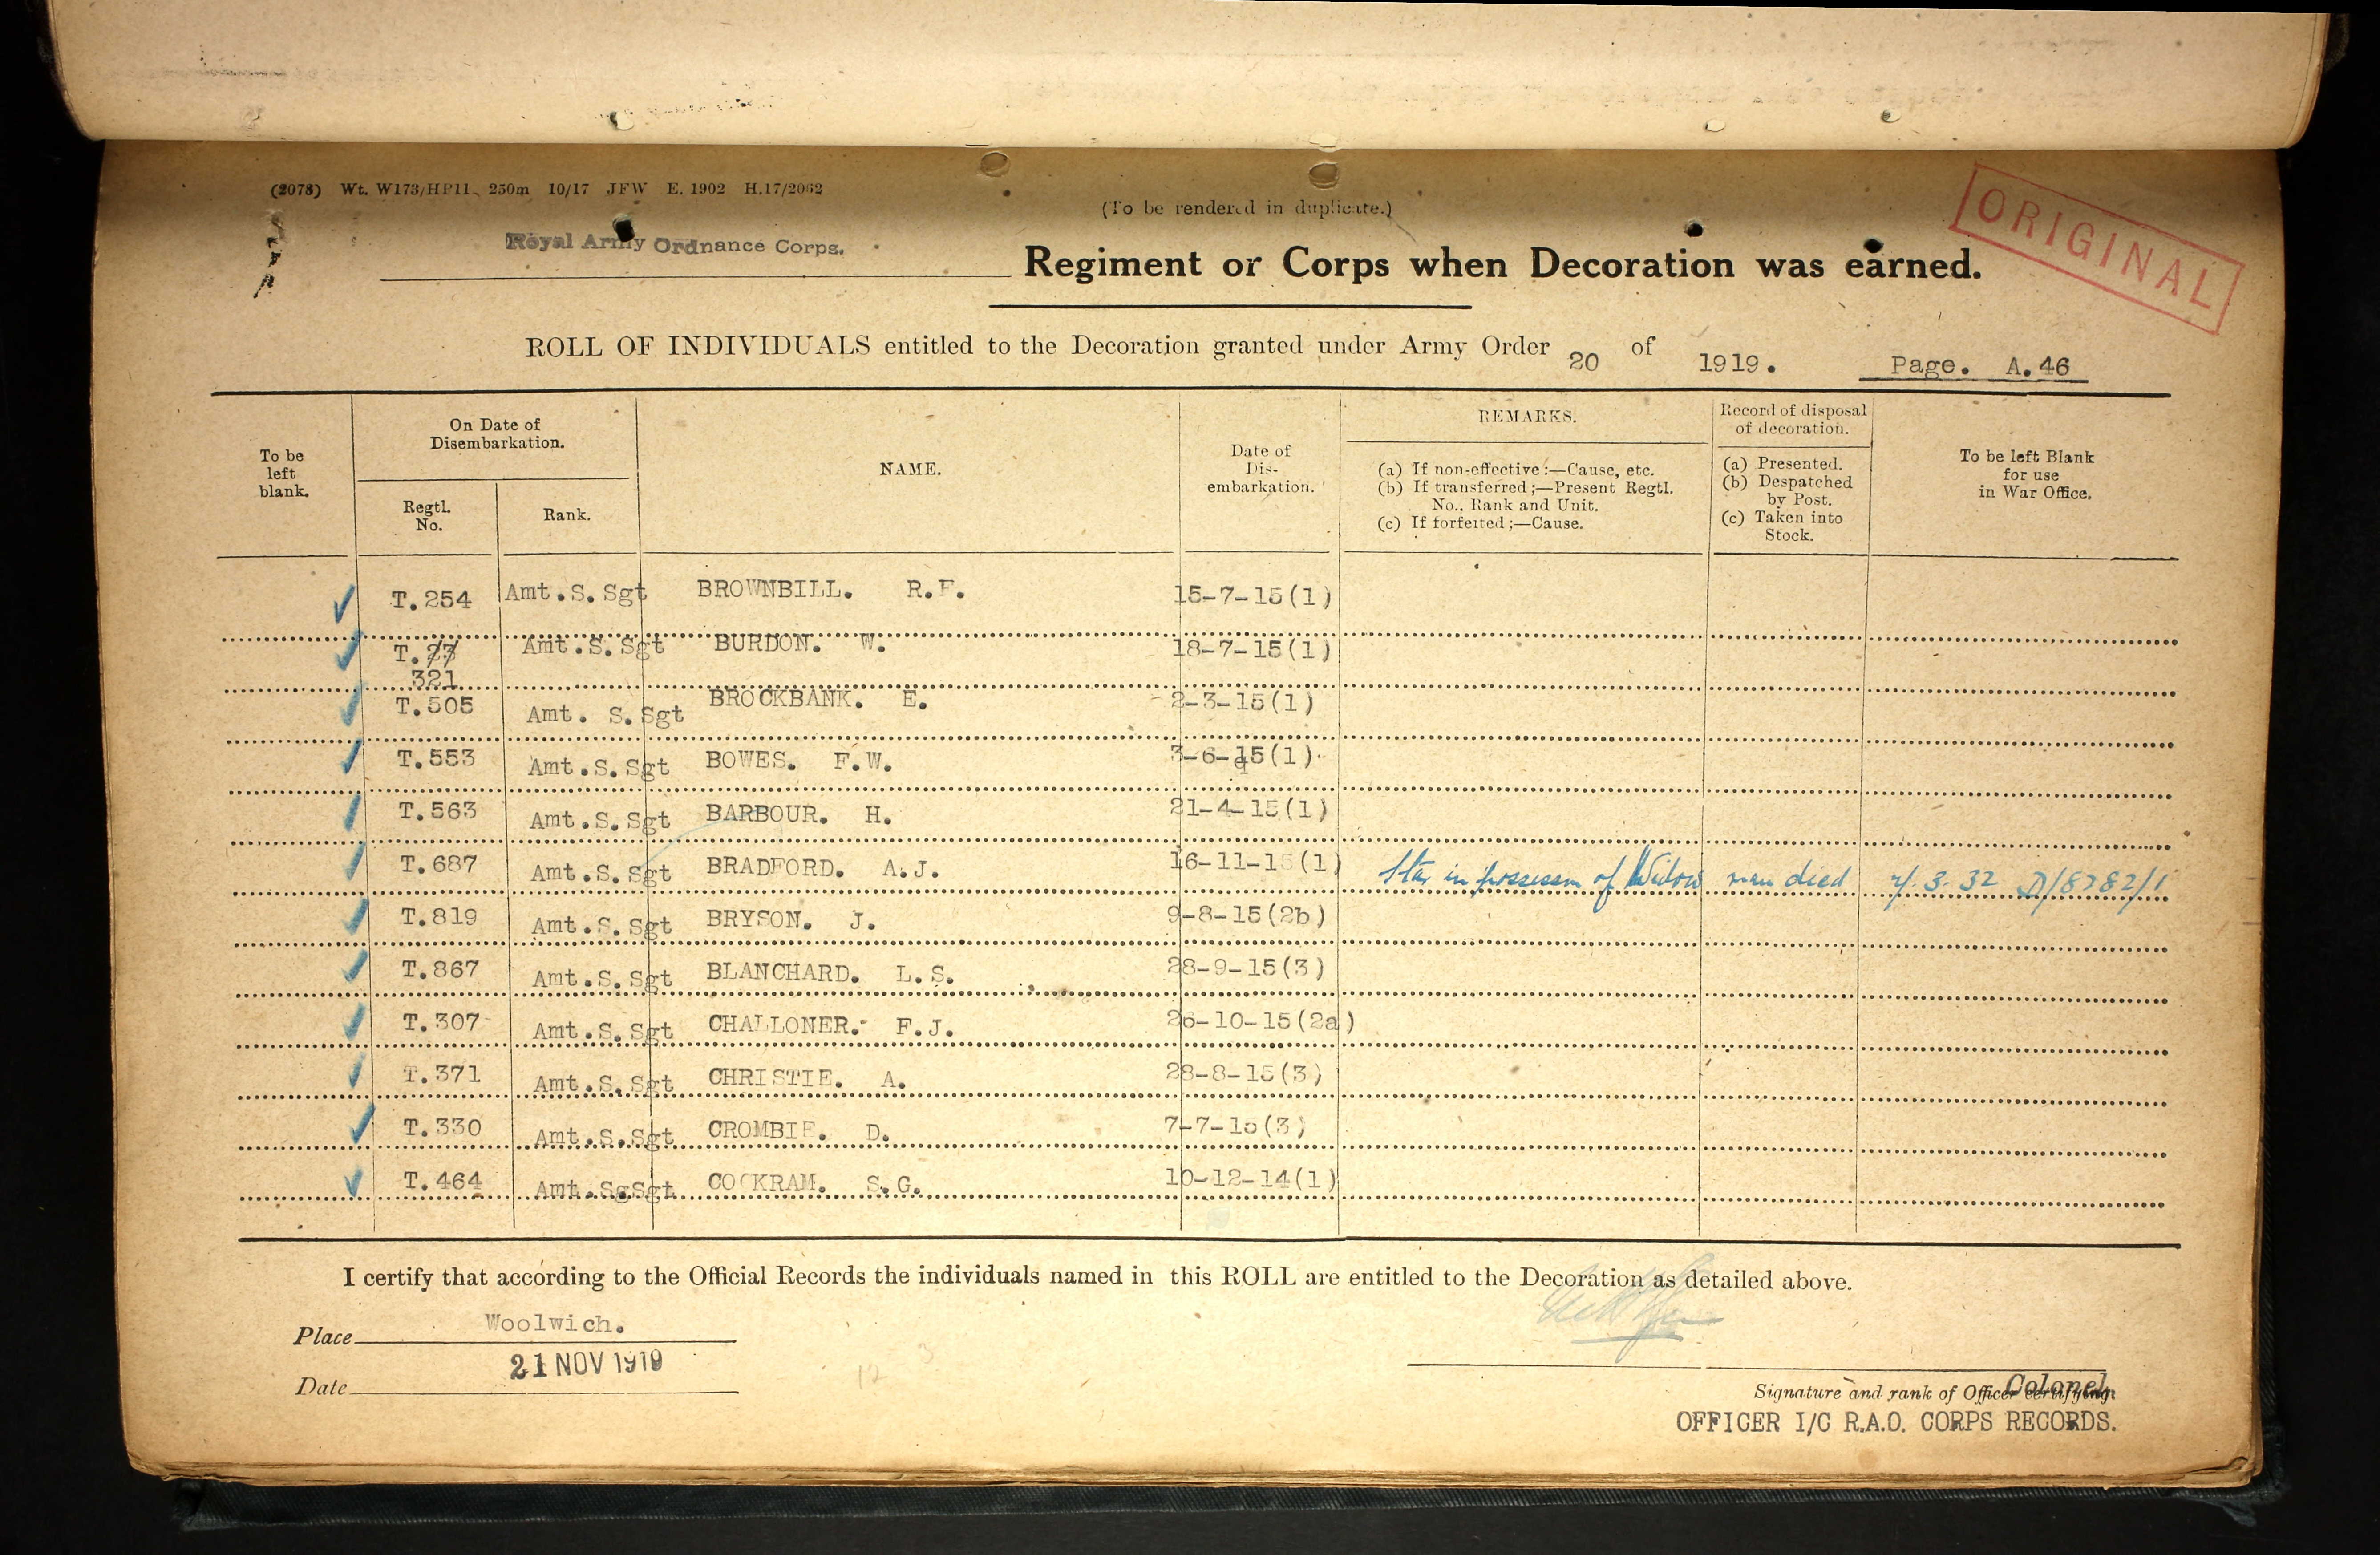 (2078) Wt. W173/HP11 250m 10/17 JFW E. 1902 H.17/2062
(To be rendered in duplicate.)
ORIGINAL
Royal Army Ordnance Corps. Regiment or Corps when Decoration was earned.
ROLL OF INDIVIDUALS entitled to the Decoration granted under Army Order 20 of 1919. Page. A.46
To be left blank.
On Date of Disembarkation.
Regtl. No.
Rank.
NAME.
Date of Dis-embarkation.
REMARKS.
(a) If non-effective:—Cause, etc.
(b) If transferred;—Present Regtl. No., Rank and Unit.
(c) If forfeited;—Cause.
Record of disposal of decoration.
(a) Presented.
(b) Despatched by Post.
(c) Taken into Stock.
To be left Blank for use in War Office.
T.254 Amt.S.Sgt BROWNBILL. R.F. 15-7-15(1)
T.27 Amt.S.Sgt BURDON. W. 18-7-15(1)
321
T.505 Amt. S.Sgt BROCKBANK. E. 2-3-15(1)
T.553 Amt.S.Sgt BOWES. F.W. 3-6-15(1)
T.563 Amt.S.Sgt BARBOUR. H. 21-4-15(1)
T.687 Amt.S.Sgt BRADFORD. A.J. 16-11-15(1) Star in possession of Widow man died 3. 32 D/8782/1
T.819 Amt.S.Sgt BRYSON. J. 9-8-15(2b)
T.867 Amt.S.Sgt BLANCHARD. L.S. 28-9-15(3)
T.307 Amt.S.Sgt CHALLONER. F.J. 26-10-15(2a)
T.371 Amt.S.Sgt CHRISTIE. A. 28-8-15(3)
T.330 Amt.S.Sgt CROMBIE. D. 7-7-15(3)
T.464 Amt.SgSgt COCKRAM. S.G. 10-12-14(1)
I certify that according to the Official Records the individuals named in this ROLL are entitled to the Decoration as detailed above.
Place Woolwich.
Date 21 NOV 1919
Colonel.
Signature and rank of Officer certifying.
OFFICER I/C R.A.O. CORPS RECORDS.